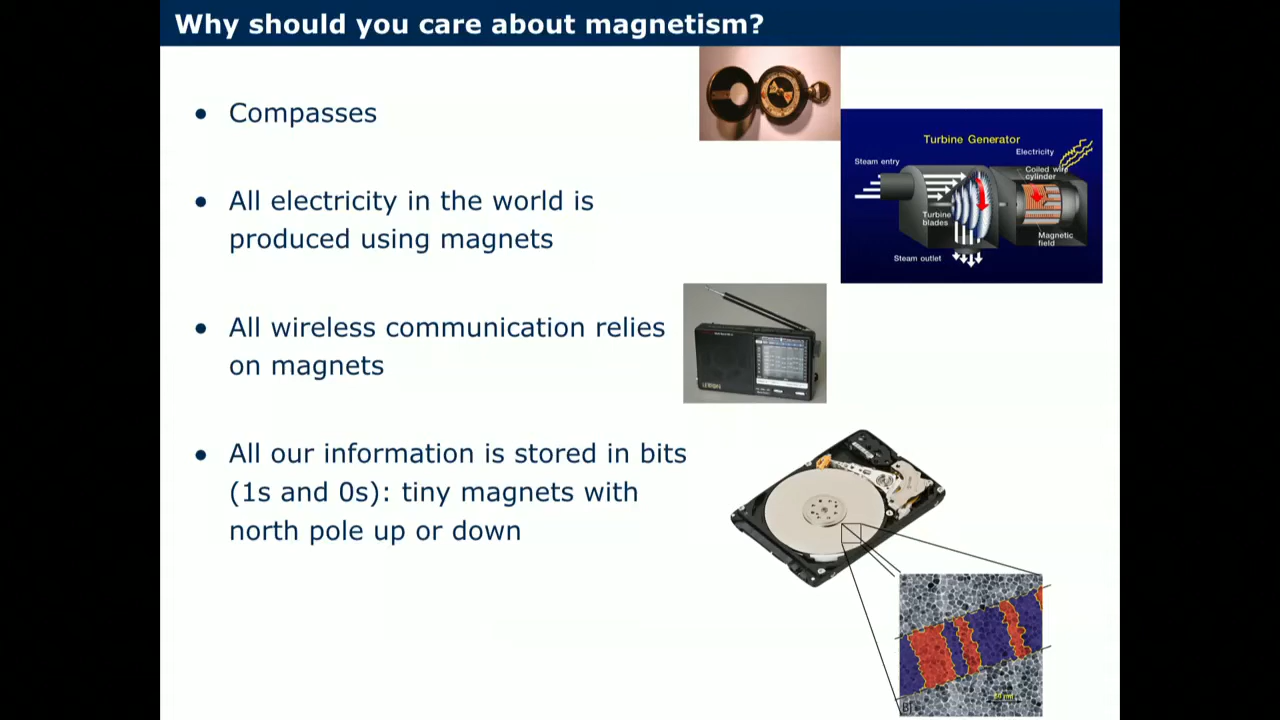 Why should you care about magnetism?
• Compasses
• All electricity in the world is
produced using magnets
• All wireless communication relies
on magnets
• All our information is stored in bits
(1s and 0s): tiny magnets with
north pole up or down
Turbine Generator
Electricity
Steam entry
Coiled wire
cylinder
Turbine
blades
Magnetic
field
Steam outlet